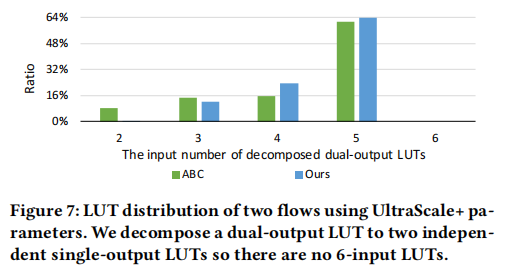 64%
48%
32%
16%
0%
Ratio
2 3 4 5 6
The input number of decomposed dual-output LUTs
ABC Ours
Figure 7: LUT distribution of two flows using UltraScale+ pa-
rameters. We decompose a dual-output LUT to two indepen-
dent single-output LUTs so there are no 6-input LUTs.